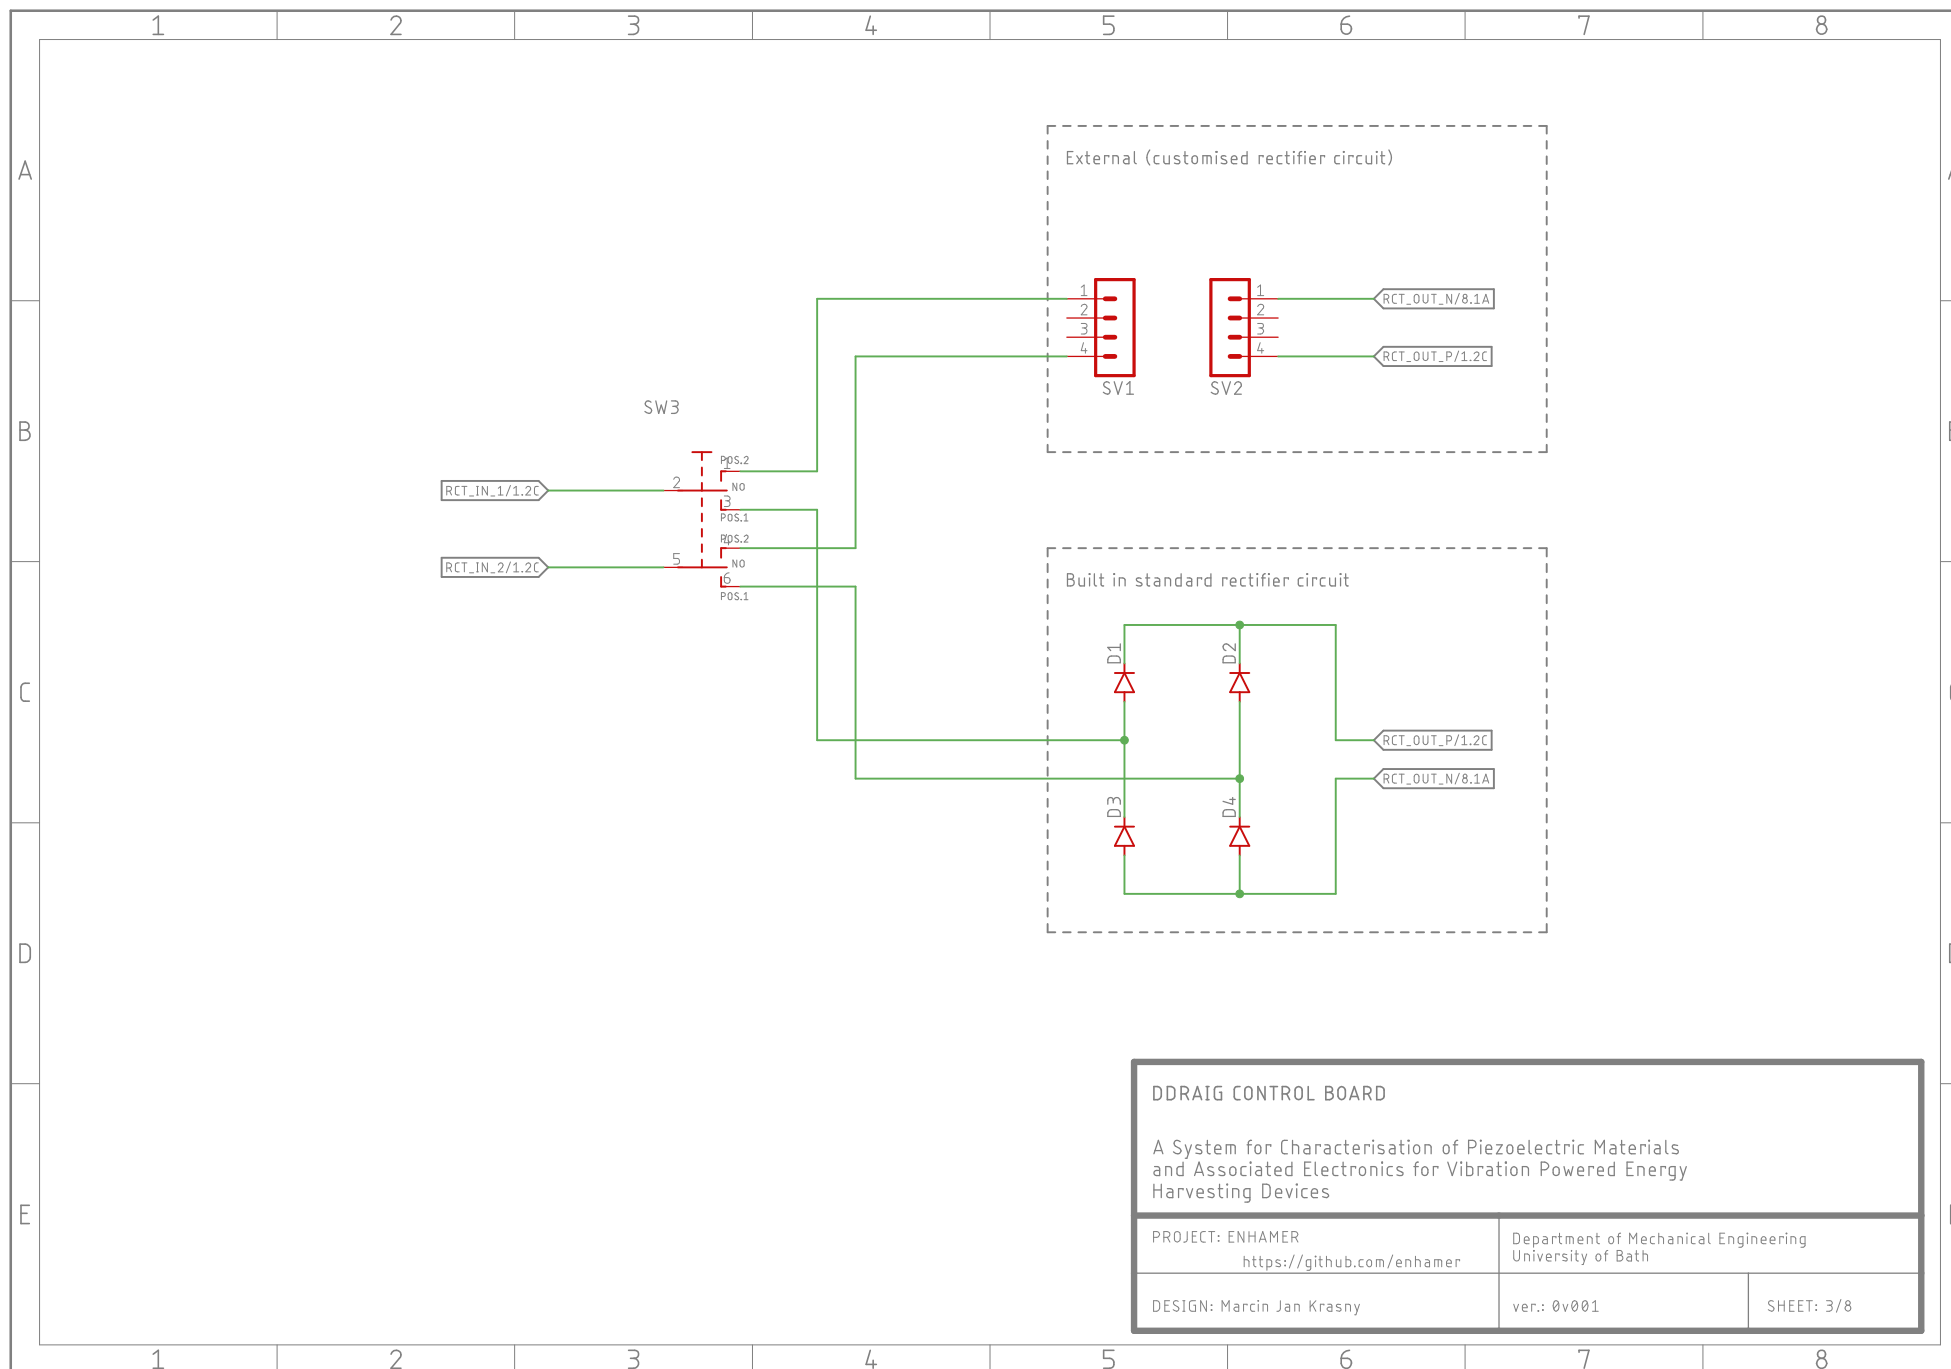 1 2 3 4 5 6 7 8
A
External (customised rectifier circuit)
1 1 RCT_OUT_N/8.1A
2 2
3 3
4 4 RCT_OUT_P/1.2C
SV1 SV2
SW3
B
POS.2
1
RCT_IN_1/1.2C 2 NO
3
POS.1
POS.2
4
RCT_IN_2/1.2C 5 NO
6
POS.1
Built in standard rectifier circuit
D1 D2
C
RCT_OUT_P/1.2C
RCT_OUT_N/8.1A
D3 D4
D
DDRAIG CONTROL BOARD
A System for Characterisation of Piezoelectric Materials
and Associated Electronics for Vibration Powered Energy
Harvesting Devices
E
PROJECT: ENHAMER
https://github.com/enhamer
Department of Mechanical Engineering
University of Bath
DESIGN: Marcin Jan Krasny
ver.: 0v001
SHEET: 3/8
1 2 3 4 5 6 7 8